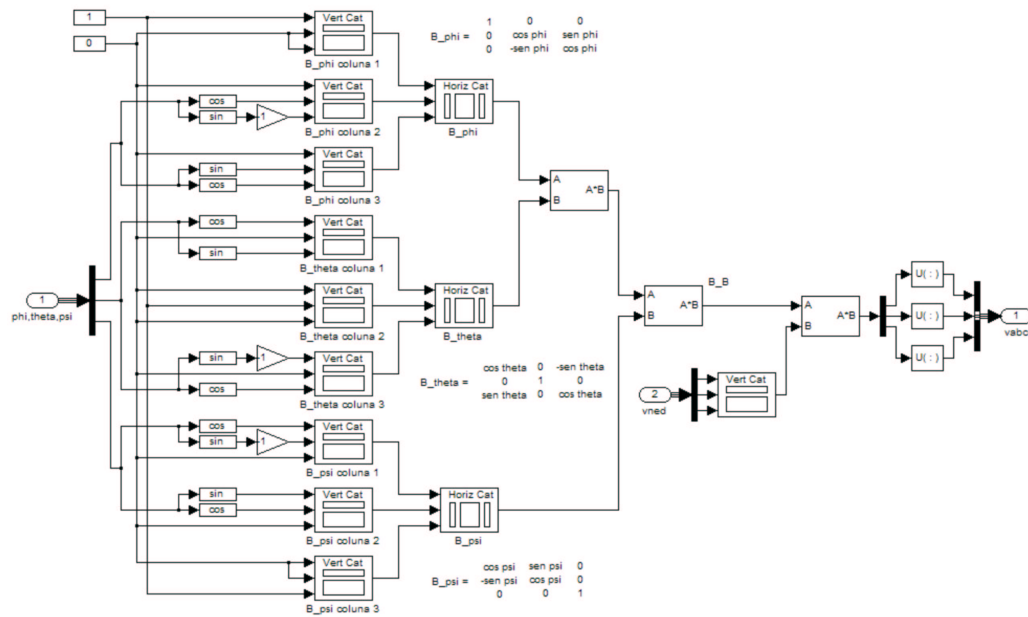 1
0
Vert Cat
B_phi coluna 1
B_phi =
1 0 0
0 cos phi sen phi
0 -sen phi cos phi
cos
sin
1
Vert Cat
B_phi coluna 2
Horiz Cat
B_phi
sin
cos
Vert Cat
B_phi coluna 3
A
B
A*B
cos
sin
Vert Cat
B_theta coluna 1
1
phi,theta,psi
Vert Cat
B_theta coluna 2
Horiz Cat
B_theta
A
B
A*B
B_B
A
B
A*B
U( : )
U( : )
U( : )
1
vabc
sin
1
cos
Vert Cat
B_theta coluna 3
B_theta =
cos theta 0 -sen theta
0 1 0
sen theta 0 cos theta
2
vned
Vert Cat
cos
sin
1
Vert Cat
B_psi coluna 1
sin
cos
Vert Cat
B_psi coluna 2
Horiz Cat
B_psi
Vert Cat
B_psi coluna 3
B_psi =
cos psi sen psi 0
-sen psi cos psi 0
0 0 1